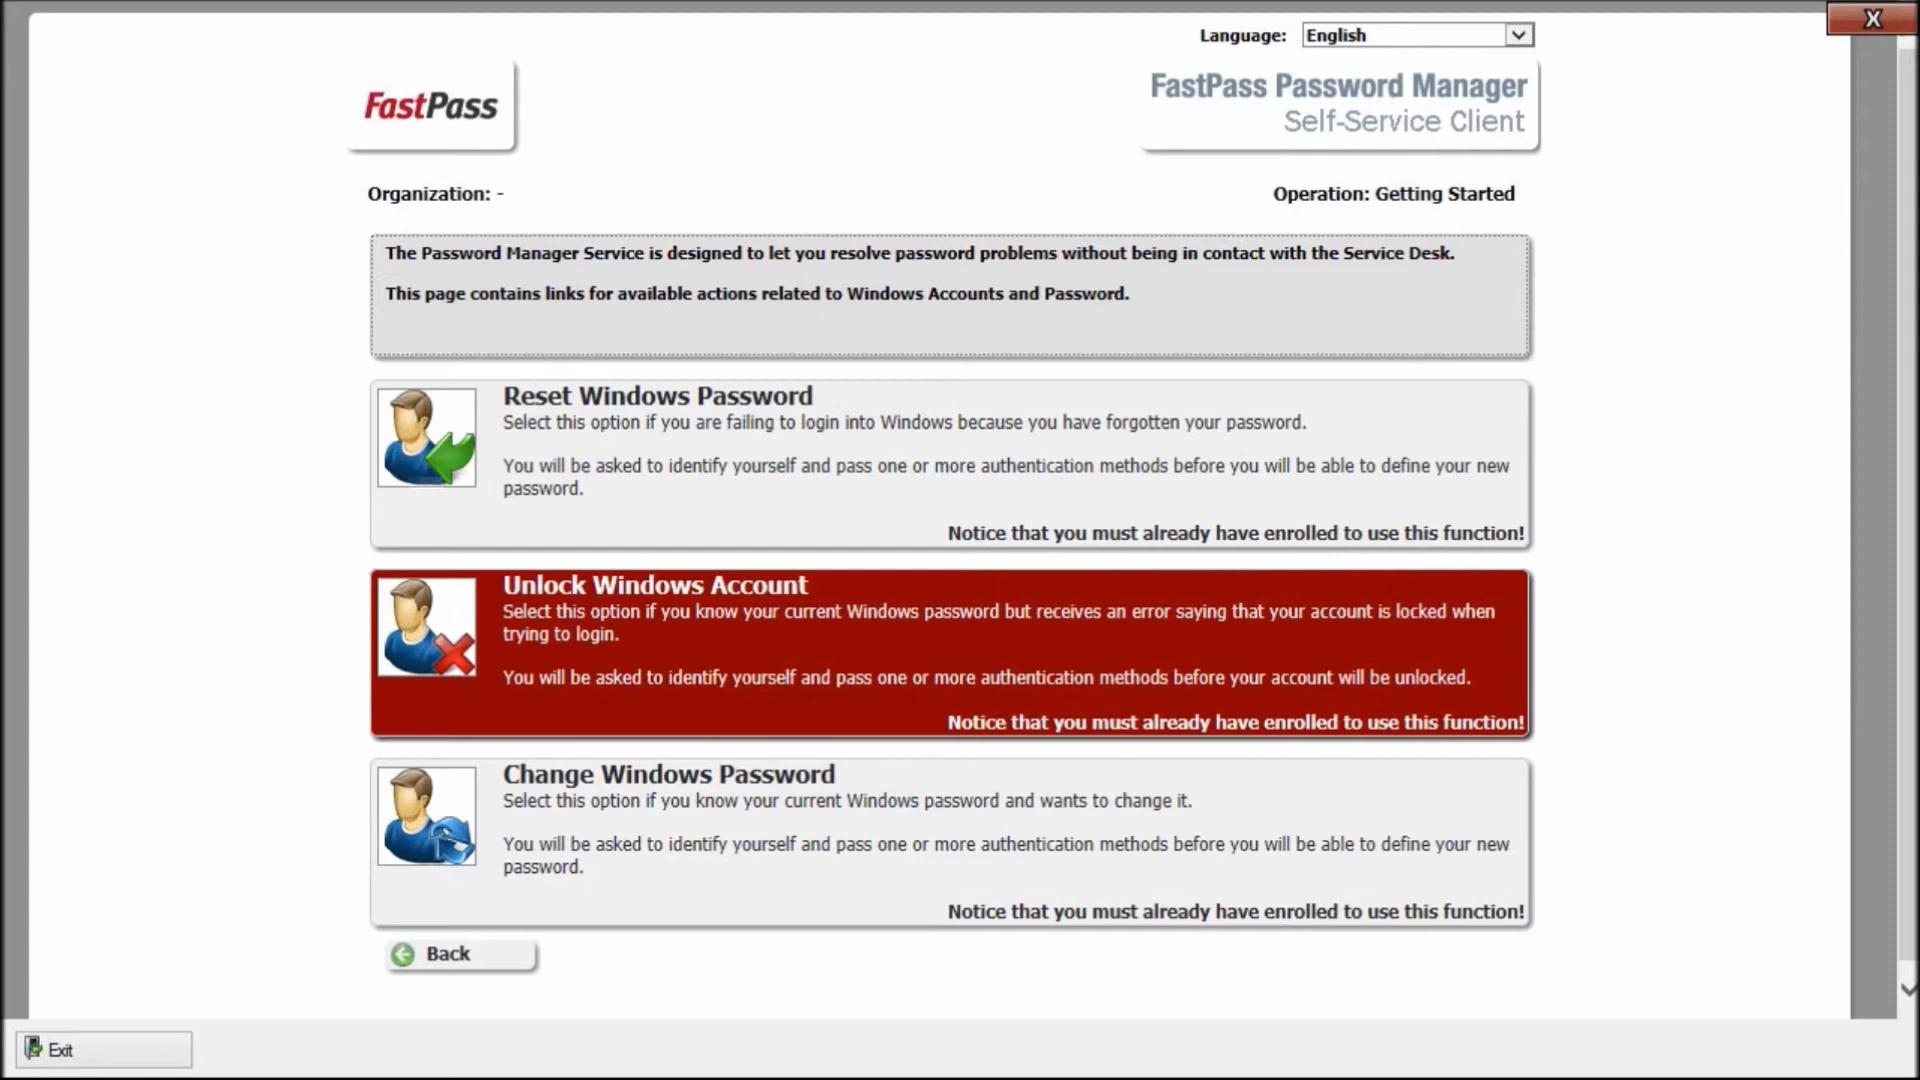 X
Language: English
FastPass
FastPass Password Manager
Self-Service Client
Organization: -
Operation: Getting Started
The Password Manager Service is designed to let you resolve password problems without being in contact with the Service Desk.
This page contains links for available actions related to Windows Accounts and Password.
Reset Windows Password
Select this option if you are failing to login into Windows because you have forgotten your password.
You will be asked to identify yourself and pass one or more authentication methods before you will be able to define your new
password.
Notice that you must already have enrolled to use this function!
Unlock Windows Account
Select this option if you know your current Windows password but receives an error saying that your account is locked when
trying to login.
You will be asked to identify yourself and pass one or more authentication methods before your account will be unlocked.
Notice that you must already have enrolled to use this function!
Change Windows Password
Select this option if you know your current Windows password and wants to change it.
You will be asked to identify yourself and pass one or more authentication methods before you will be able to define your new
password.
Notice that you must already have enrolled to use this function!
Back
Exit